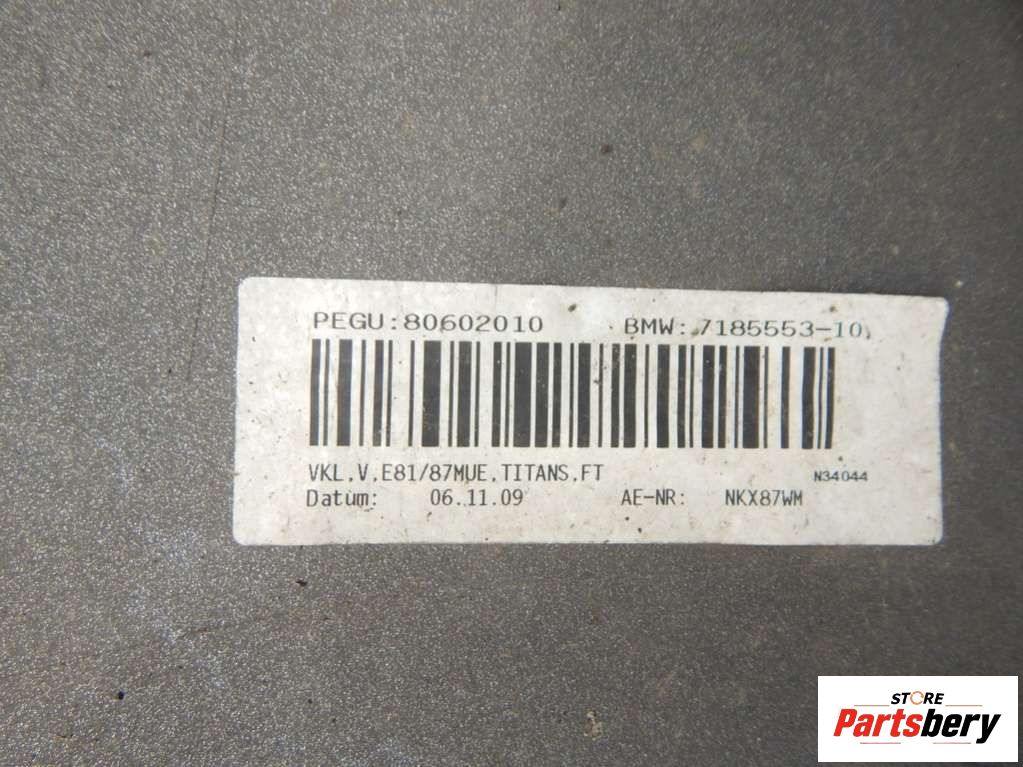 PEGU:80602010 BMW:7185553-10,
VKL,V,E81/87MUE,TITANS,FT N34044
Datum: 06.11.09 AE-NR: NKX87WM
STORE
Partsbery